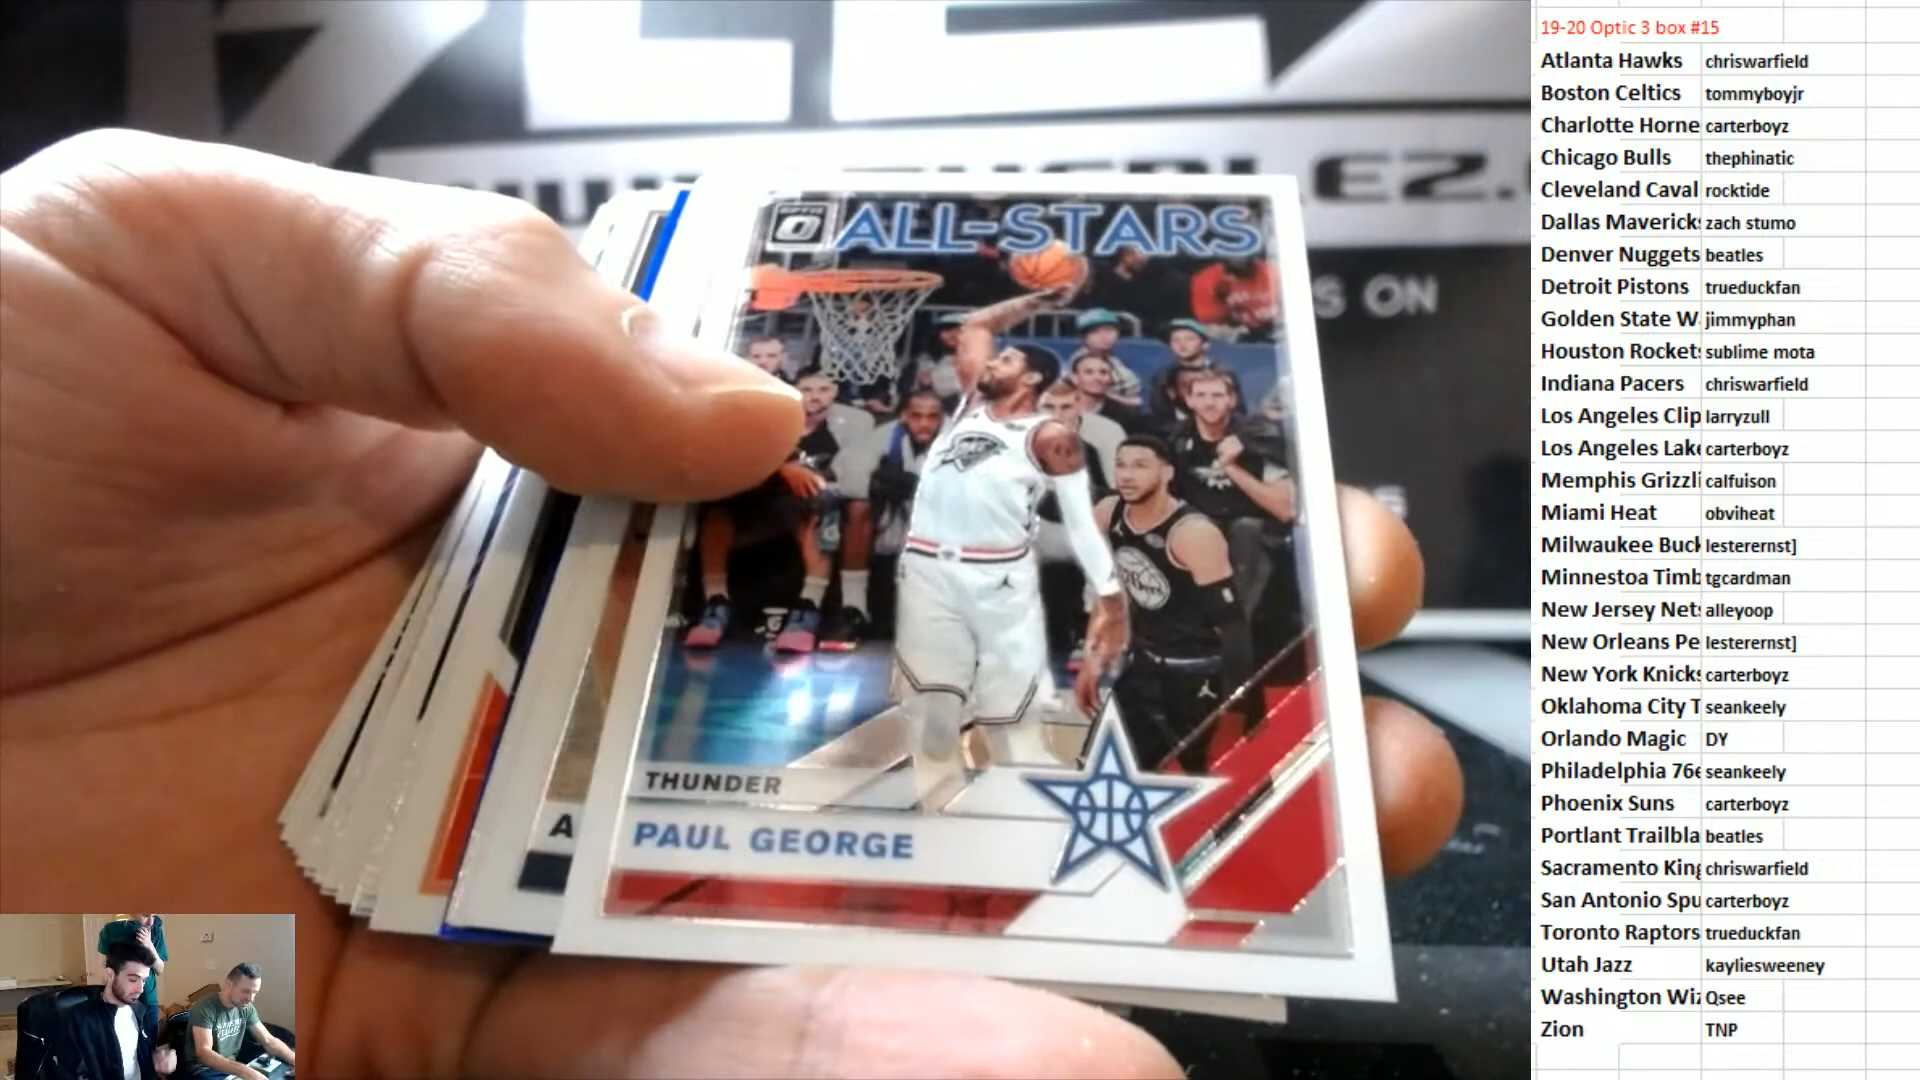 19-20 Optic 3 box #15
Atlanta Hawks chriswarfield
Boston Celtics tommyboyjr
Charlotte Horne carterboyz
Chicago Bulls thephinatic
Cleveland Caval rocktide
Dallas Mavericks zach stumo
Denver Nuggets beatles
Detroit Pistons trueduckfan
Golden State W jimmyphan
Houston Rockets sublime mota
Indiana Pacers chriswarfield
Los Angeles Clip larryzull
Los Angeles Lake carterboyz
Memphis Grizzli calfuison
Miami Heat obviheat
Milwaukee Buck lesterernst]
Minnestoa Timb tgcardman
New Jersey Nets alleyoop
New Orleans Pe lesterernst]
New York Knicks carterboyz
Oklahoma City T seankeely
Orlando Magic DY
Philadelphia 76e seankeely
Phoenix Suns carterboyz
Portlant Trailbla beatles
Sacramento King chriswarfield
San Antonio Spu carterboyz
Toronto Raptors trueduckfan
Utah Jazz kayliesweeney
Washington Wiz Qsee
Zion TNP
OPTIC
ALL-STARS
S ON
THUNDER
PAUL GEORGE
A